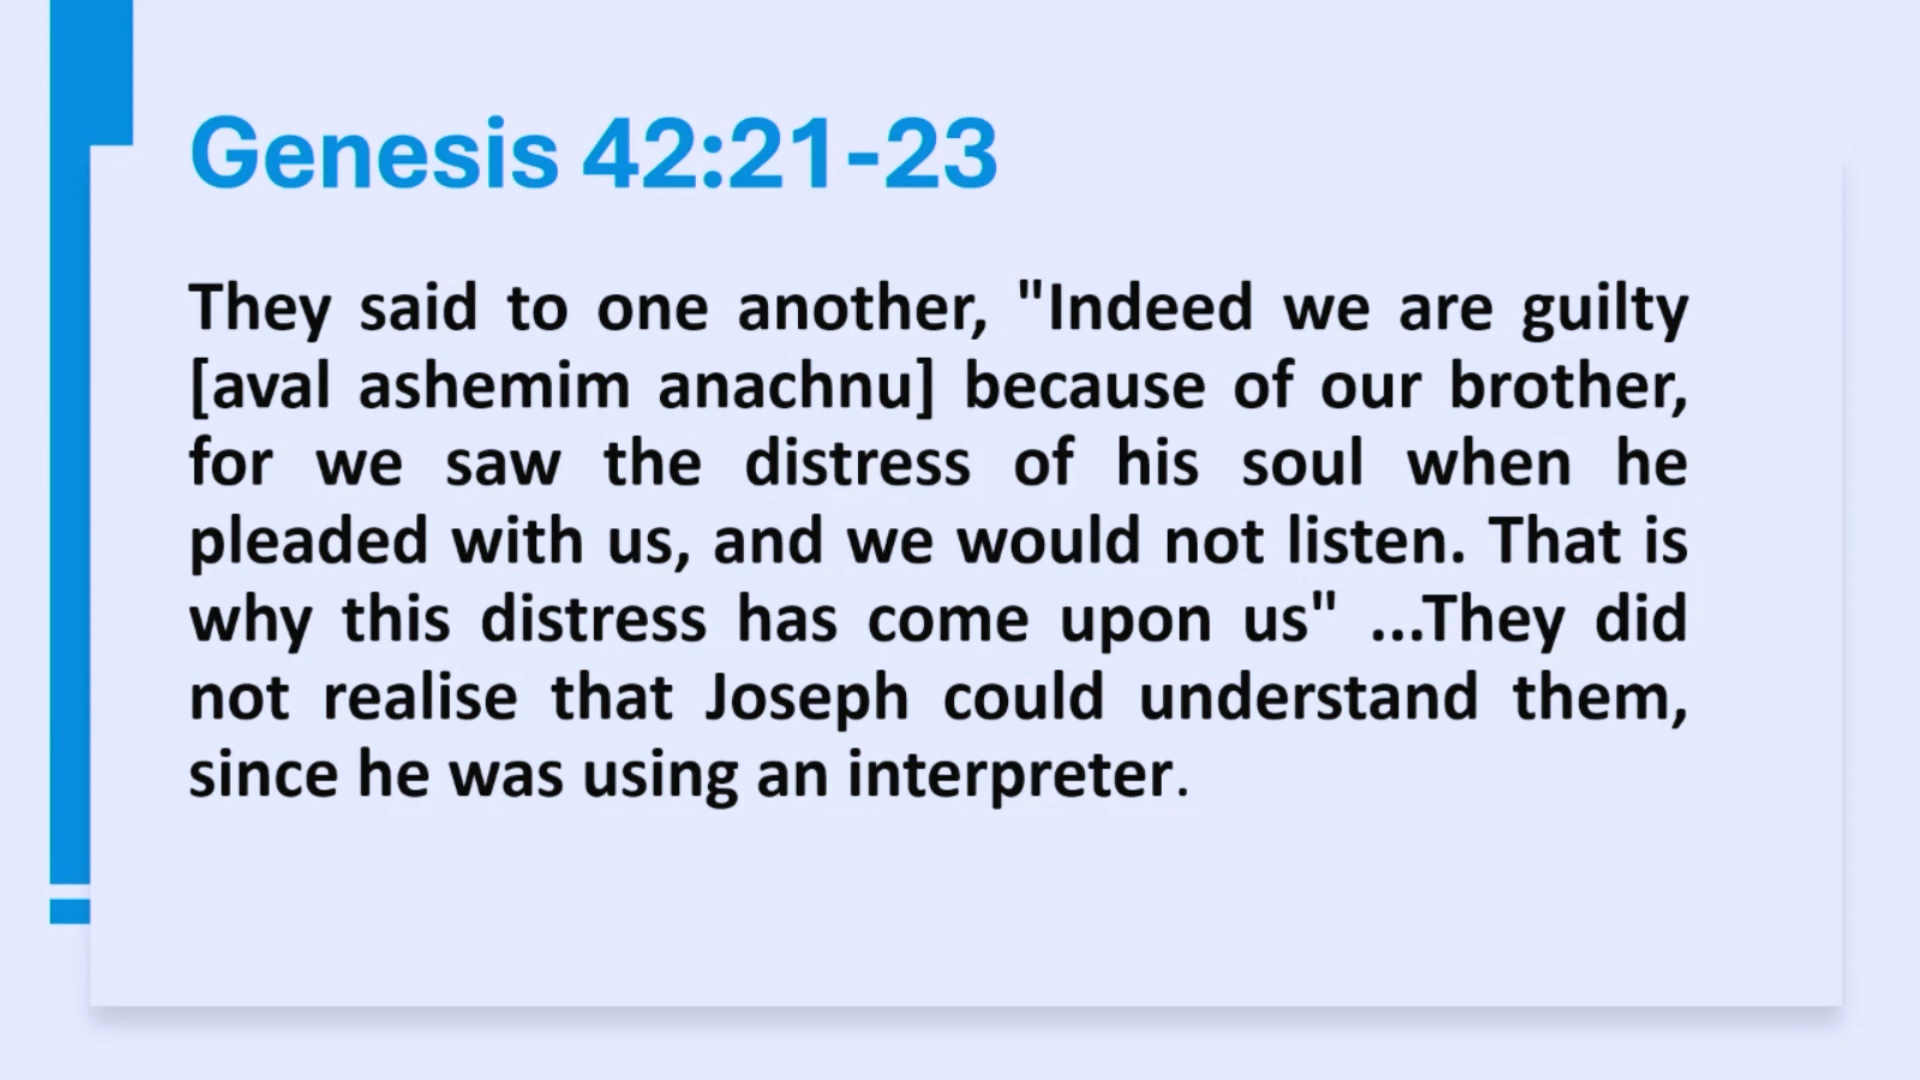 Genesis 42:21-23
They said to one another, "Indeed we are guilty
[aval ashemim anachnu] because of our brother,
for we saw the distress of his soul when he
pleaded with us, and we would not listen. That is
why this distress has come upon us" ...They did
not realise that Joseph could understand them,
since he was using an interpreter.